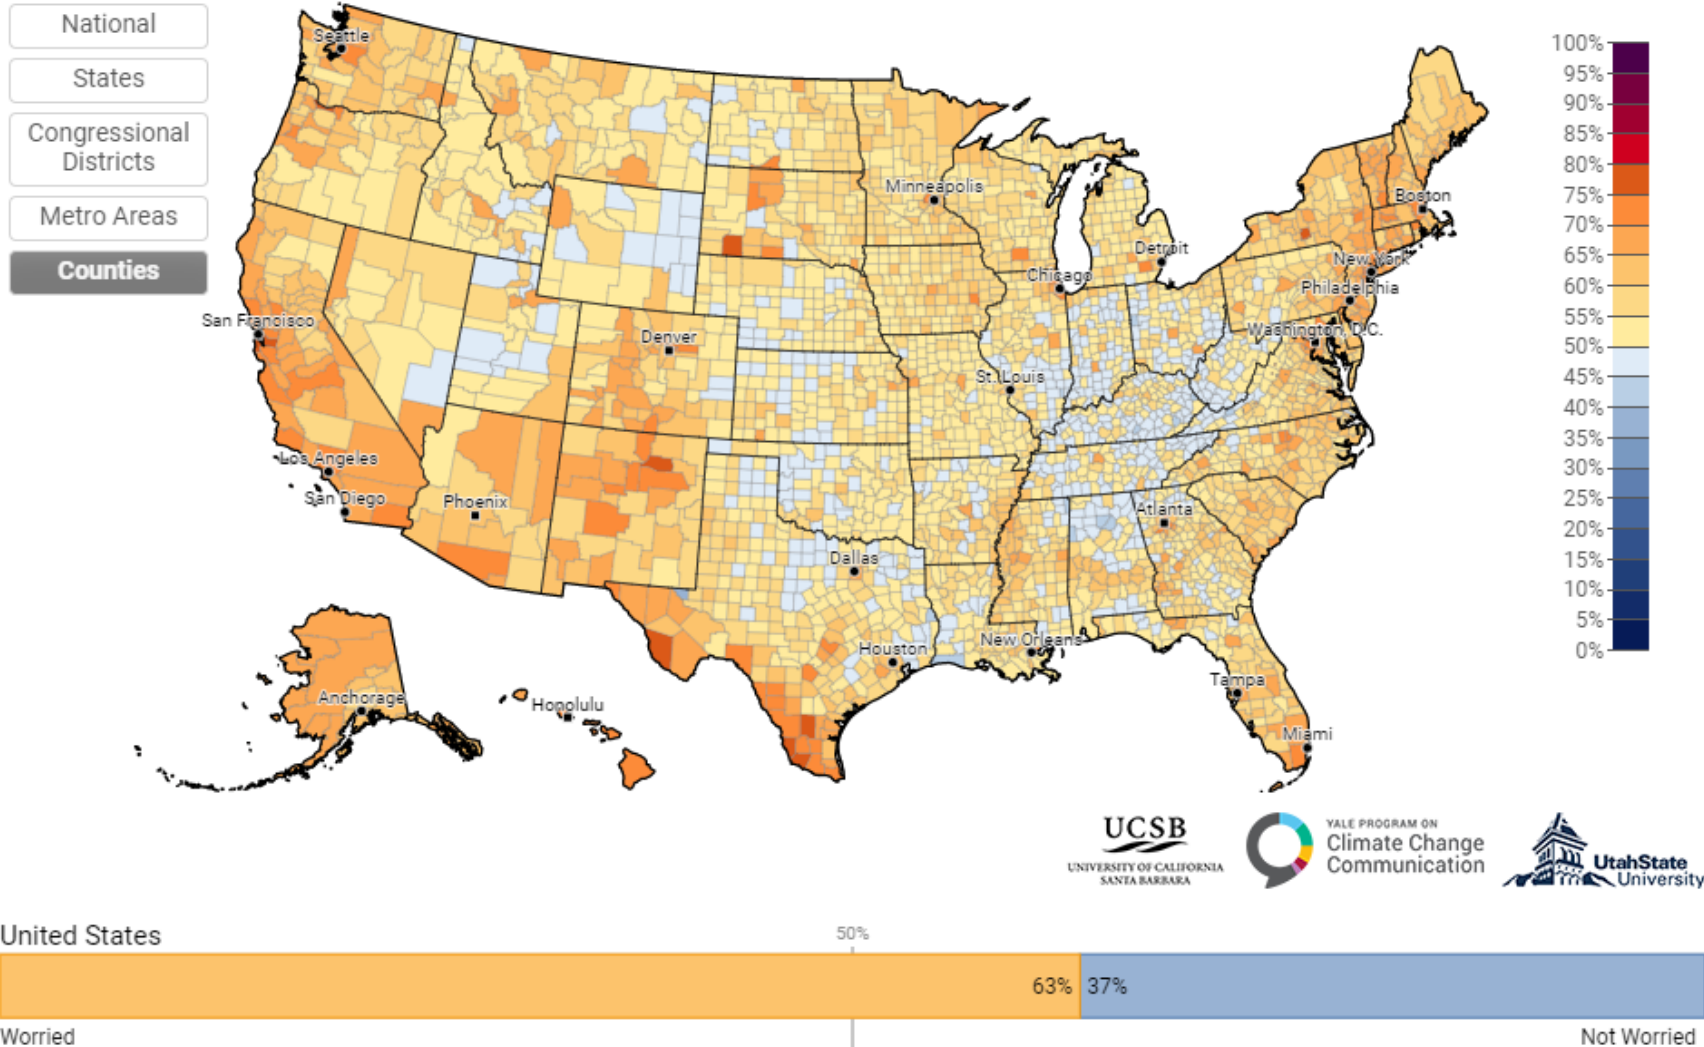 National
States
Congressional
Districts
Metro Areas
Counties
Seattle
Minneapolis
Boston
Detroit
New York
Chicago
Philadelphia
San Francisco
Denver
Washington, D.C.
St. Louis
Los Angeles
San Diego
Phoenix
Atlanta
Dallas
Houston
New Orleans
Tampa
Anchorage
Honolulu
Miami
100%
95%
90%
85%
80%
75%
70%
65%
60%
55%
50%
45%
40%
35%
30%
25%
20%
15%
10%
5%
0%
UCSB
UNIVERSITY OF CALIFORNIA
SANTA BARBARA
YALE PROGRAM ON
Climate Change
Communication
UtahState
University
United States
50%
63% 37%
Worried
Not Worried